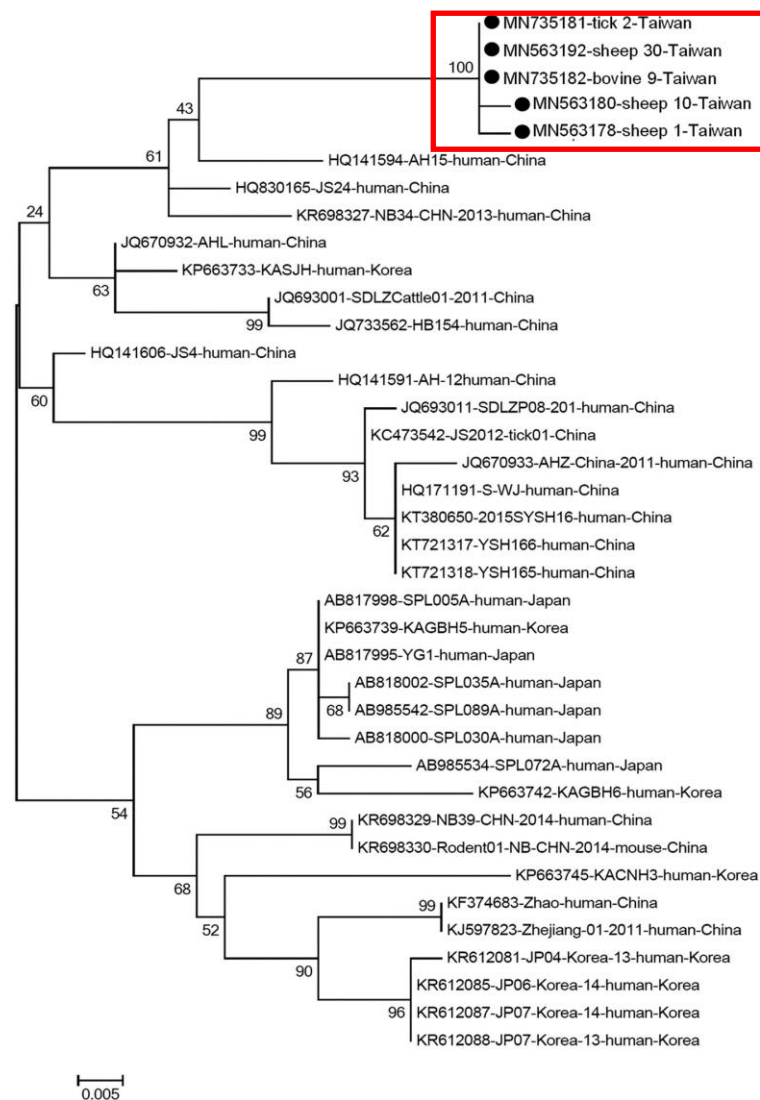 MN735181-tick 2-Taiwan
MN563192-sheep 30-Taiwan
100
MN735182-bovine 9-Taiwan
MN563180-sheep 10-Taiwan
43
MN563178-sheep 1-Taiwan
61
HQ141594-AH15-human-China
HQ830165-JS24-human-China
24
KR698327-NB34-CHN-2013-human-China
JQ670932-AHL-human-China
KP663733-KASJH-human-Korea
63
JQ693001-SDLZCattle01-2011-China
99
JQ733562-HB154-human-China
HQ141606-JS4-human-China
60
HQ141591-AH-12human-China
JQ693011-SDLZP08-201-human-China
99
KC473542-JS2012-tick01-China
93
JQ670933-AHZ-China-2011-human-China
HQ171191-S-WJ-human-China
KT380650-2015SYSH16-human-China
62
KT721317-YSH166-human-China
KT721318-YSH165-human-China
AB817998-SPL005A-human-Japan
KP663739-KAGBH5-human-Korea
87
AB817995-YG1-human-Japan
AB818002-SPL035A-human-Japan
89
68
AB985542-SPL089A-human-Japan
AB818000-SPL030A-human-Japan
AB985534-SPL072A-human-Japan
56
KP663742-KAGBH6-human-Korea
54
99
KR698329-NB39-CHN-2014-human-China
KR698330-Rodent01-NB-CHN-2014-mouse-China
68
KP663745-KACNH3-human-Korea
99
KF374683-Zhao-human-China
52
KJ597823-Zhejiang-01-2011-human-China
90
KR612081-JP04-Korea-13-human-Korea
KR612085-JP06-Korea-14-human-Korea
96
KR612087-JP07-Korea-14-human-Korea
KR612088-JP07-Korea-13-human-Korea
0.005